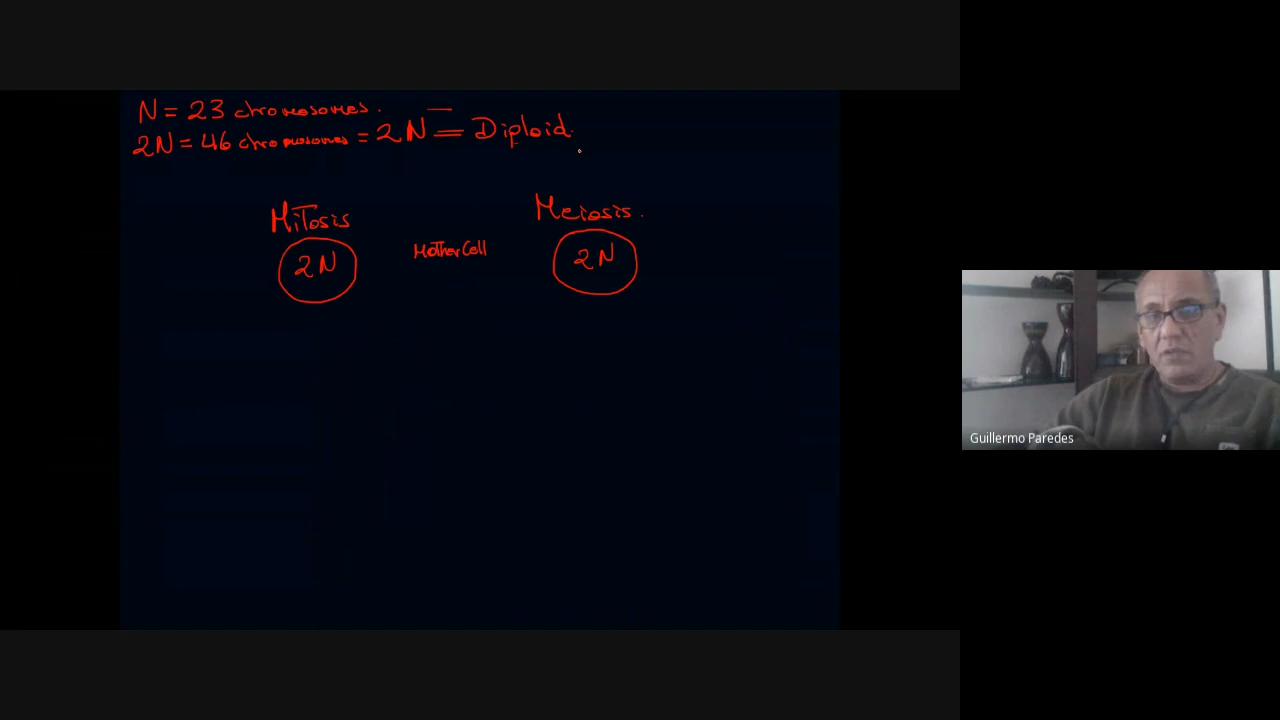 N = 23 chromosomes.
2N = 46 chromosomes = 2N = Diploid.
Mitosis
Meiosis.
2N
Mother Cell
2N
Guillermo Paredes